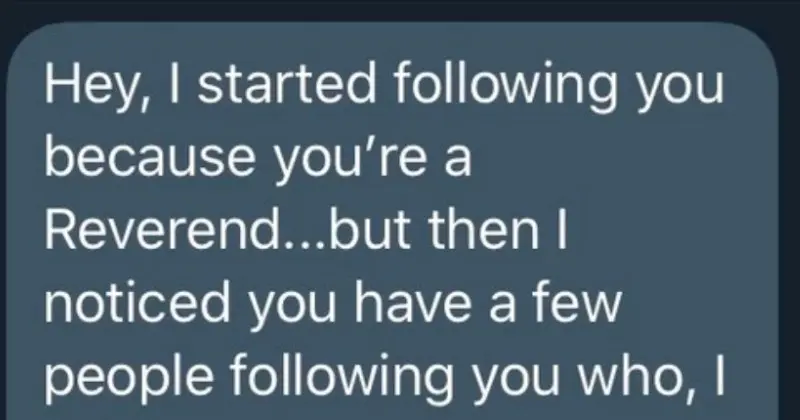 Hey, I started following you
because you’re a
Reverend...but then I
noticed you have a few
people following you who, I